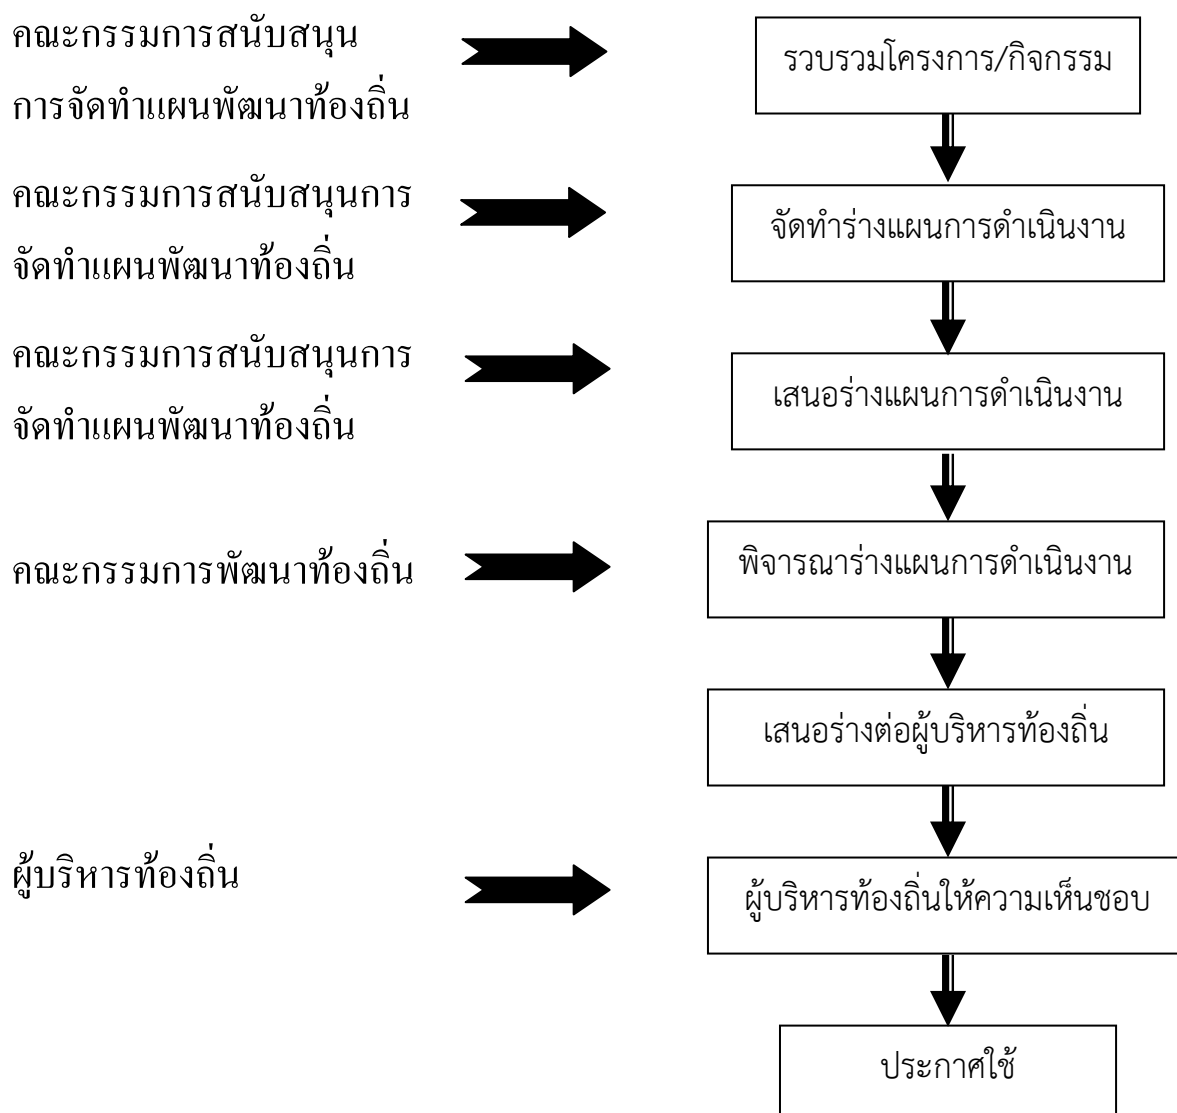 คณะกรรมการสนับสนุน
การจัดทำแผนพัฒนาท้องถิ่น
รวบรวมโครงการ/กิจกรรม
คณะกรรมการสนับสนุนการ
จัดทำแผนพัฒนาท้องถิ่น
จัดทำร่างแผนการดำเนินงาน
คณะกรรมการสนับสนุนการ
จัดทำแผนพัฒนาท้องถิ่น
เสนอร่างแผนการดำเนินงาน
คณะกรรมการพัฒนาท้องถิ่น
พิจารณาร่างแผนการดำเนินงาน
เสนอร่างต่อผู้บริหารท้องถิ่น
ผู้บริหารท้องถิ่น
ผู้บริหารท้องถิ่นให้ความเห็นชอบ
ประกาศใช้